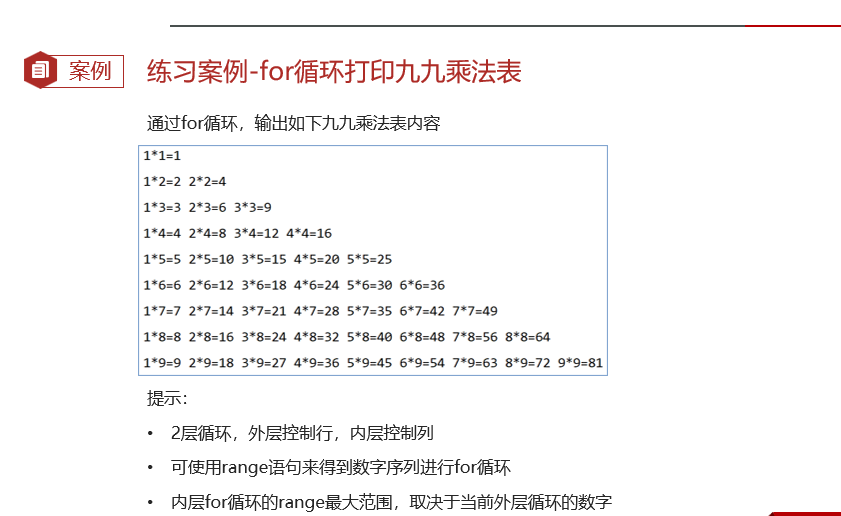 案例
练习案例-for循环打印九九乘法表
通过for循环，输出如下九九乘法表内容
1*1=1
1*2=2 2*2=4
1*3=3 2*3=6 3*3=9
1*4=4 2*4=8 3*4=12 4*4=16
1*5=5 2*5=10 3*5=15 4*5=20 5*5=25
1*6=6 2*6=12 3*6=18 4*6=24 5*6=30 6*6=36
1*7=7 2*7=14 3*7=21 4*7=28 5*7=35 6*7=42 7*7=49
1*8=8 2*8=16 3*8=24 4*8=32 5*8=40 6*8=48 7*8=56 8*8=64
1*9=9 2*9=18 3*9=27 4*9=36 5*9=45 6*9=54 7*9=63 8*9=72 9*9=81
提示：
• 2层循环，外层控制行，内层控制列
• 可使用range语句来得到数字序列进行for循环
• 内层for循环的range最大范围，取决于当前外层循环的数字